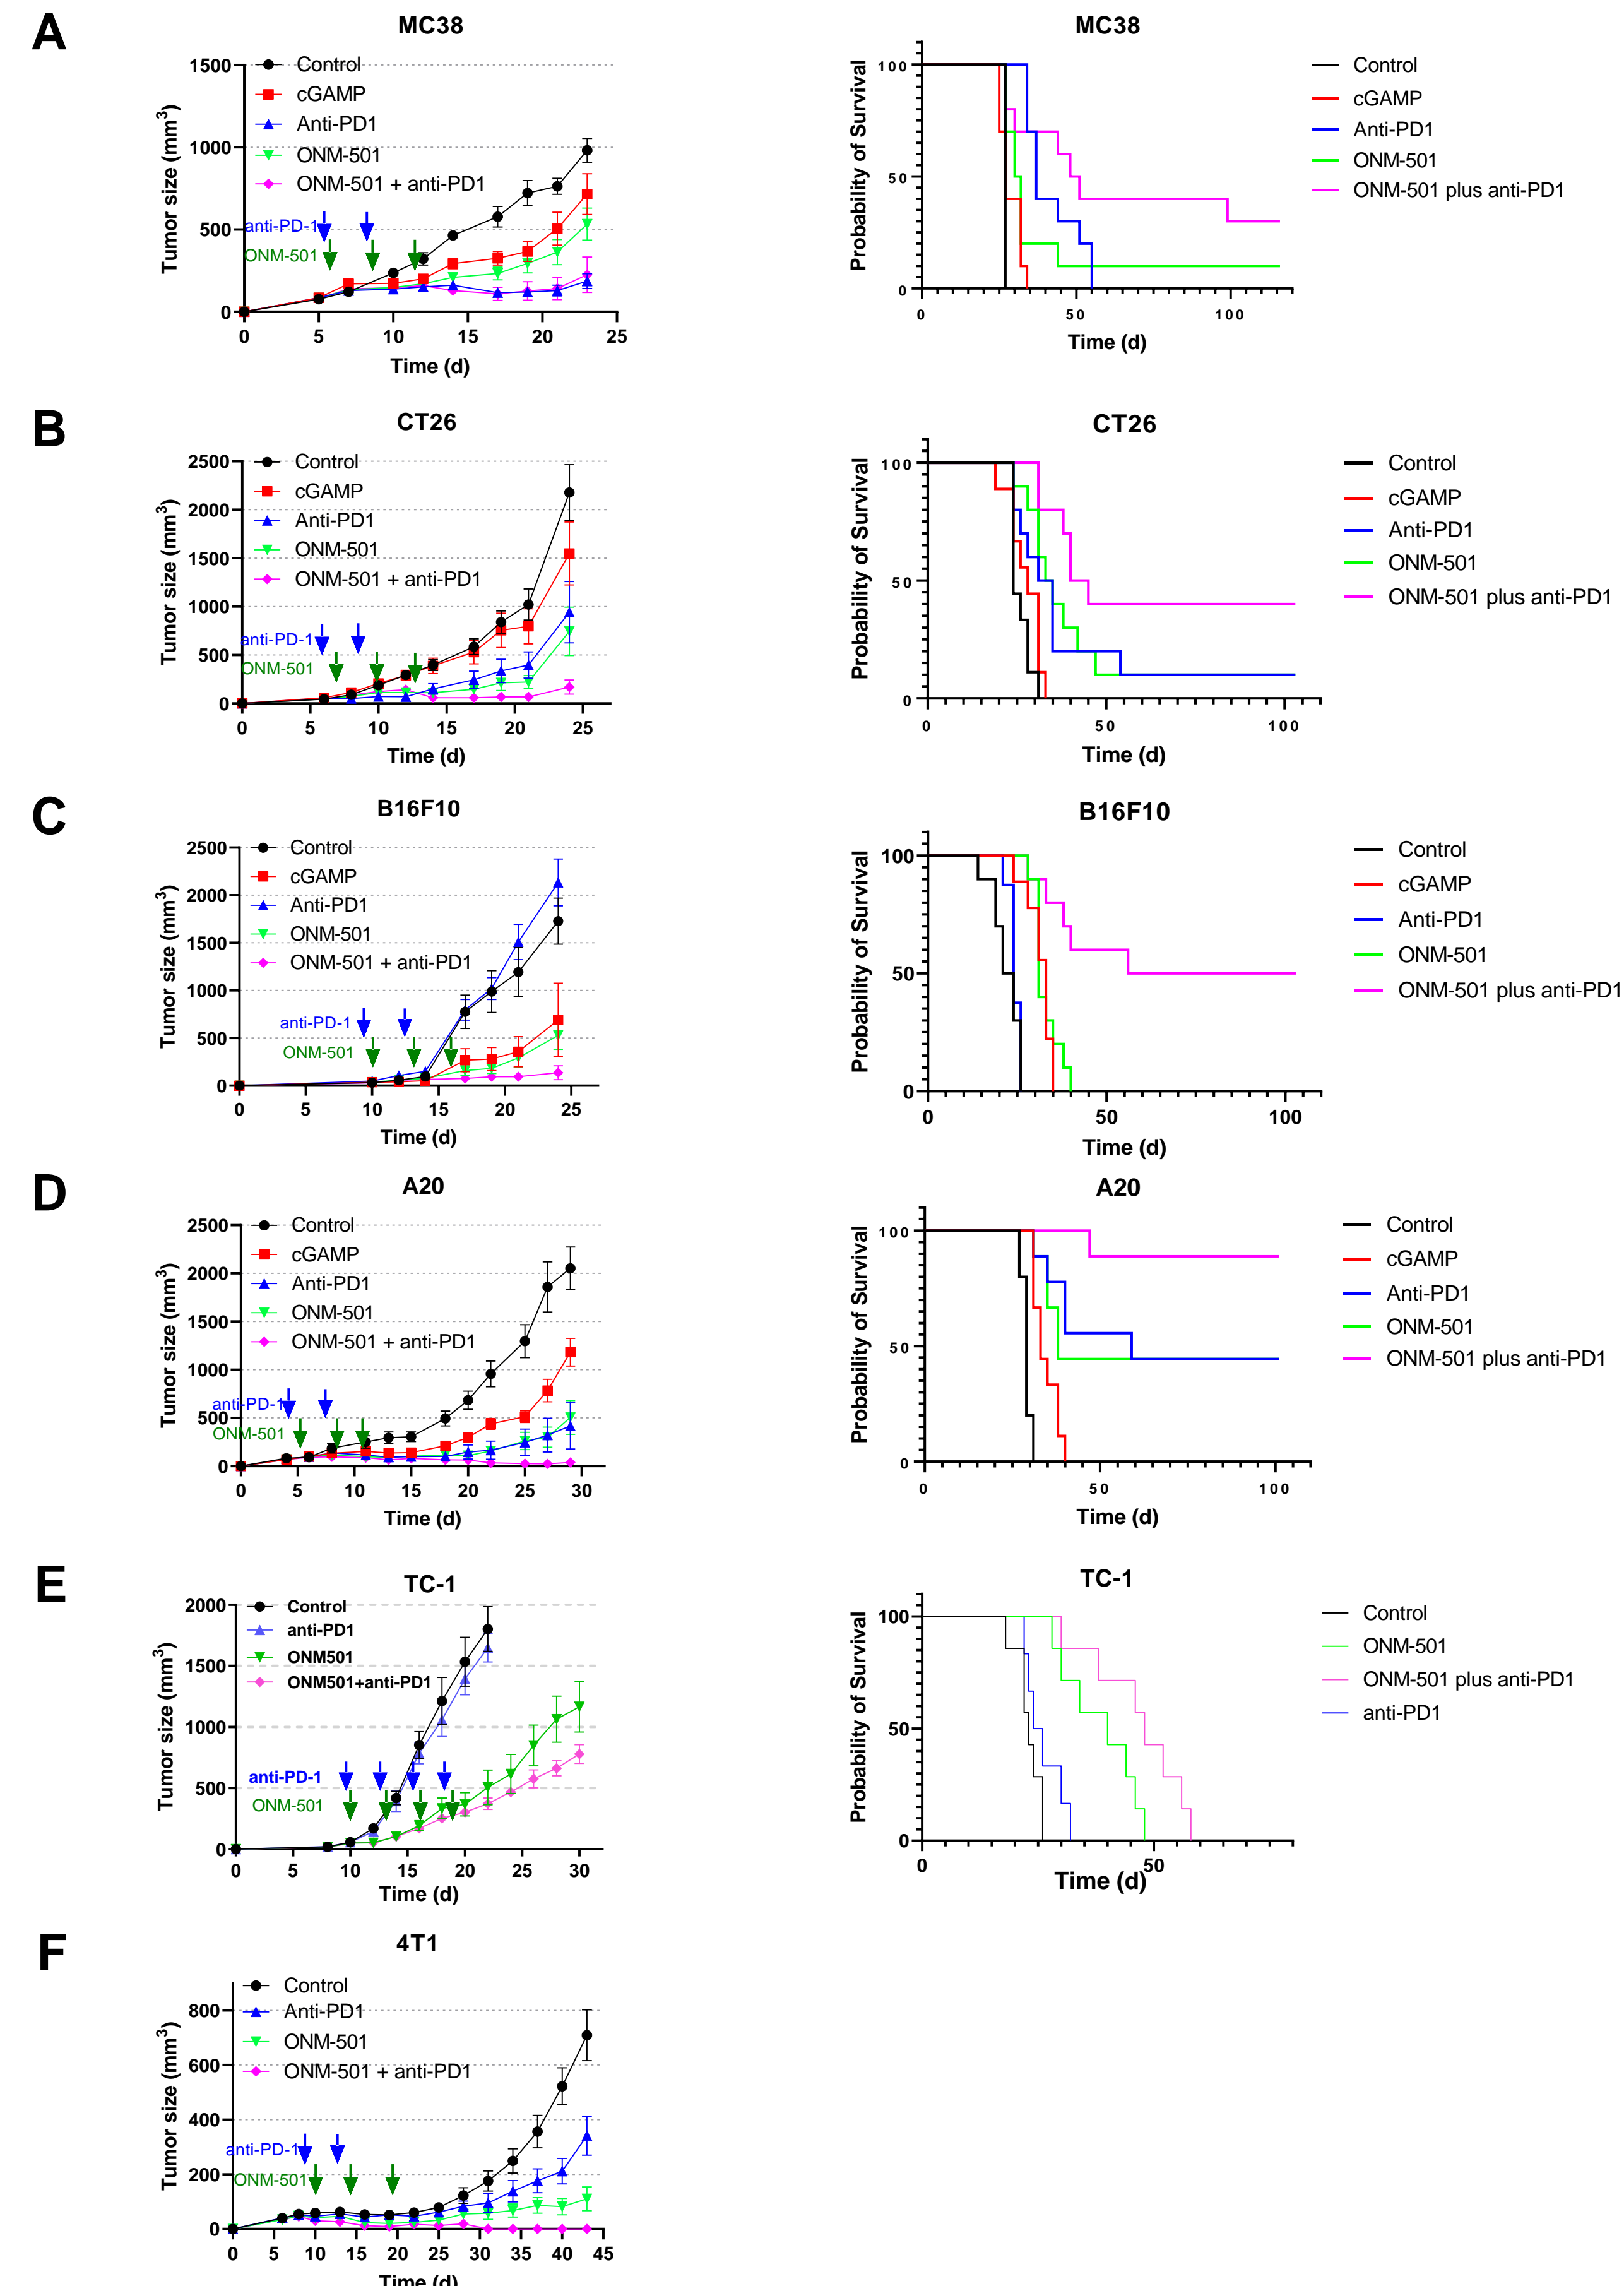 A
MC38
1500
1000
500
0
Tumor size (mm3)
Control
cGAMP
Anti-PD1
ONM-501
ONM-501 + anti-PD1
anti-PD-1
ONM-501
0 5 10 15 20 25
Time (d)
MC38
100
50
0
Probability of Survival
0 50 100
Time (d)
Control
cGAMP
Anti-PD1
ONM-501
ONM-501 plus anti-PD1
B
CT26
2500
2000
1500
1000
500
0
Tumor size (mm3)
Control
cGAMP
Anti-PD1
ONM-501
ONM-501 + anti-PD1
anti-PD-1
ONM-501
0 5 10 15 20 25
Time (d)
CT26
100
50
0
Probability of Survival
0 50 100
Time (d)
Control
cGAMP
Anti-PD1
ONM-501
ONM-501 plus anti-PD1
C
B16F10
2500
2000
1500
1000
500
0
Tumor size (mm3)
Control
cGAMP
Anti-PD1
ONM-501
ONM-501 + anti-PD1
anti-PD-1
ONM-501
0 5 10 15 20 25
Time (d)
B16F10
100
50
0
Probability of Survival
0 50 100
Time (d)
Control
cGAMP
Anti-PD1
ONM-501
ONM-501 plus anti-PD1
D
A20
2500
2000
1500
1000
500
0
Tumor size (mm3)
Control
cGAMP
Anti-PD1
ONM-501
ONM-501 + anti-PD1
anti-PD-1
ONM-501
0 5 10 15 20 25 30
Time (d)
A20
100
50
0
Probability of Survival
0 50 100
Time (d)
Control
cGAMP
Anti-PD1
ONM-501
ONM-501 plus anti-PD1
E
TC-1
2000
1500
1000
500
0
Tumor size (mm3)
Control
anti-PD1
ONM501
ONM501+anti-PD1
anti-PD-1
ONM-501
0 5 10 15 20 25 30
Time (d)
TC-1
100
50
0
Probability of Survival
0 50
Time (d)
Control
ONM-501
ONM-501 plus anti-PD1
anti-PD1
F
4T1
800
600
400
200
0
Tumor size (mm3)
Control
Anti-PD1
ONM-501
ONM-501 + anti-PD1
anti-PD-1
ONM-501
0 5 10 15 20 25 30 35 40 45
Time (d)